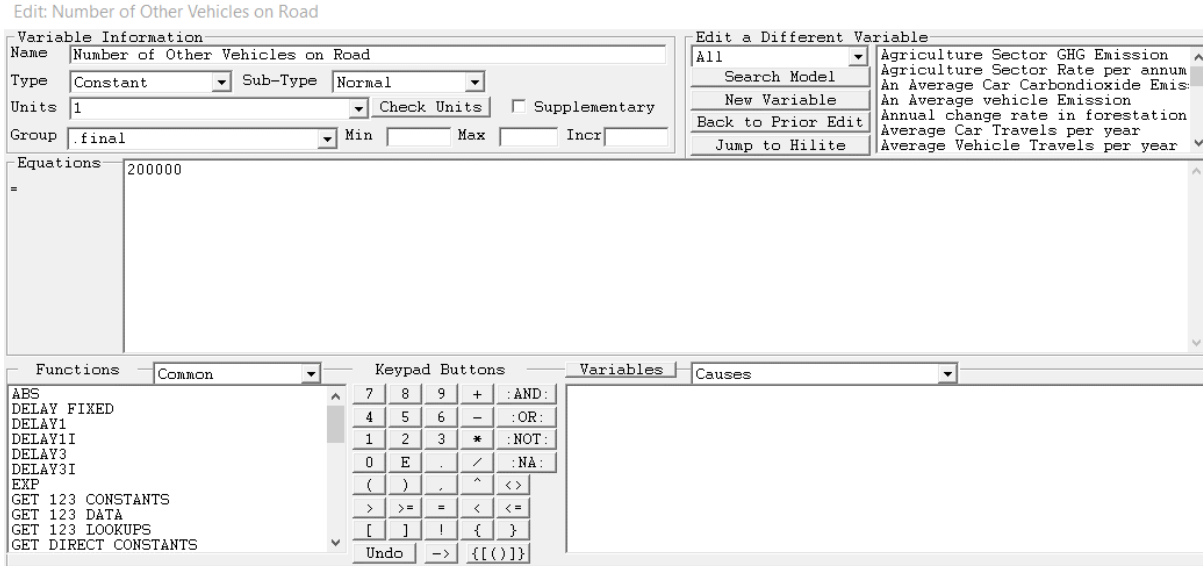 Edit: Number of Other Vehicles on Road
Variable Information
Name Number of Other Vehicles on Road
Type Constant Sub-Type Normal
Units 1 Check Units Supplementary
Group .final Min Max Incr
Edit a Different Variable
All
Search Model
New Variable
Back to Prior Edit
Jump to Hilite
Agriculture Sector GHG Emission
Agriculture Sector Rate per annum
An Average Car Carbondioxide Emis
An Average vehicle Emission
Annual change rate in forestation
Average Car Travels per year
Average Vehicle Travels per year
Equations
=
200000
Functions Common
ABS
DELAY FIXED
DELAY1
DELAY1I
DELAY3
DELAY3I
EXP
GET 123 CONSTANTS
GET 123 DATA
GET 123 LOOKUPS
GET DIRECT CONSTANTS
Keypad Buttons
7 8 9 + :AND:
4 5 6 - :OR:
1 2 3 * :NOT:
0 E . / :NA:
( ) , ^ <>
> >= = < <=
[ ] ! { }
Undo -> {[()]}
Variables Causes